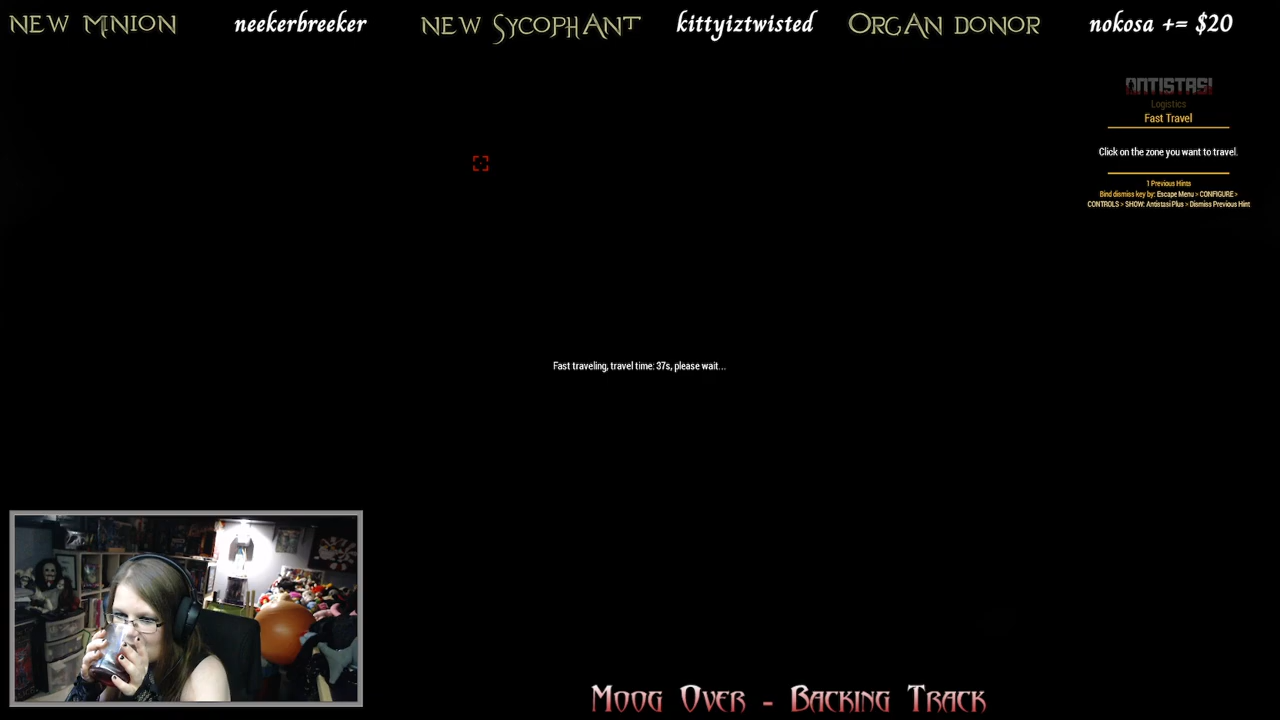 NEW MINION
neekerbreeker
NEW SYCOPHANT
kittyiztwisted
ORGAN DONOR
nokosa += $20
ANTISTASI
Logistics
Fast Travel
Click on the zone you want to travel.
1 Previous Hints
Bind dismiss key by: Escape Menu > CONFIGURE >
CONTROLS > SHOW: Antistasi Plus > Dismiss Previous Hint
Fast traveling, travel time: 37s, please wait...
MOOG OVER - BACKING TRACK